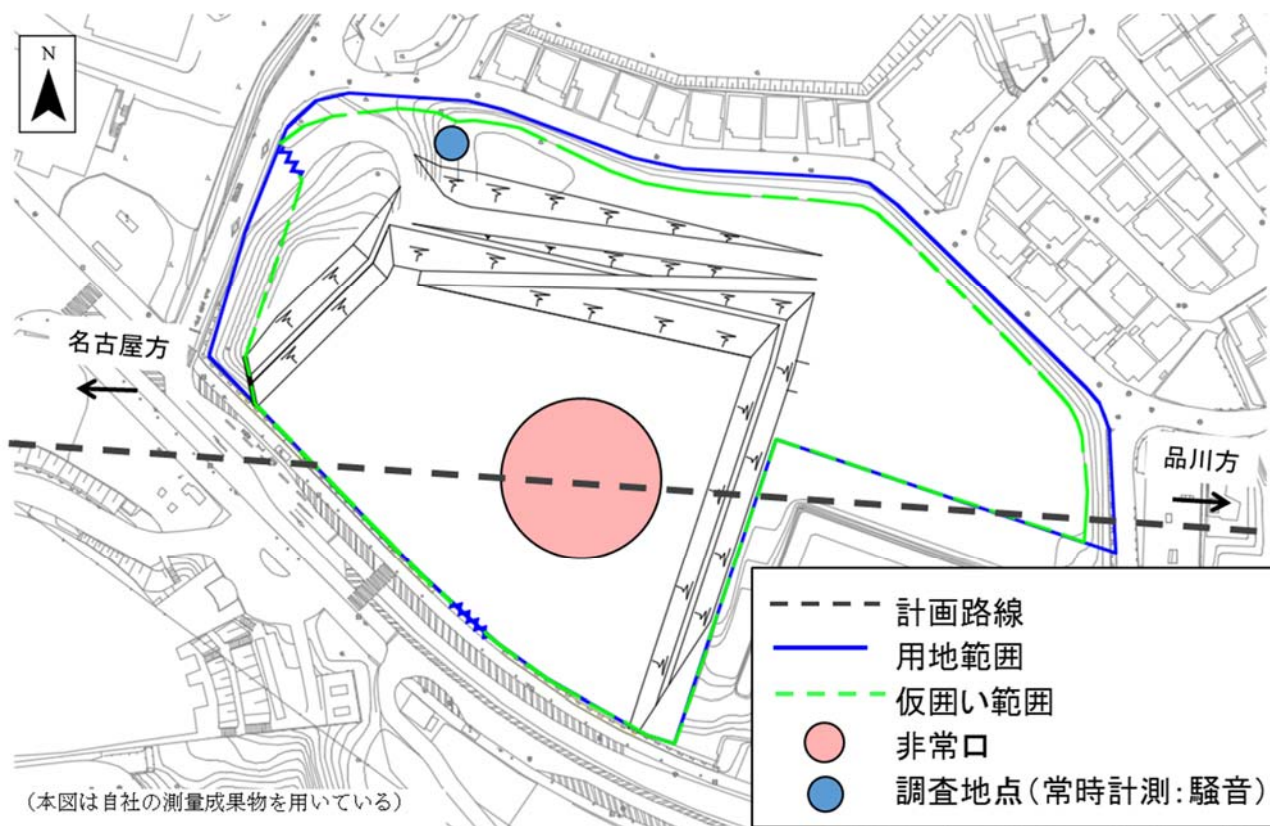 N
名古屋方
品川方
計画路線
用地範囲
仮囲い範囲
非常口
調査地点(常時計測:騒音)
(本図は自社の測量成果物を用いている)